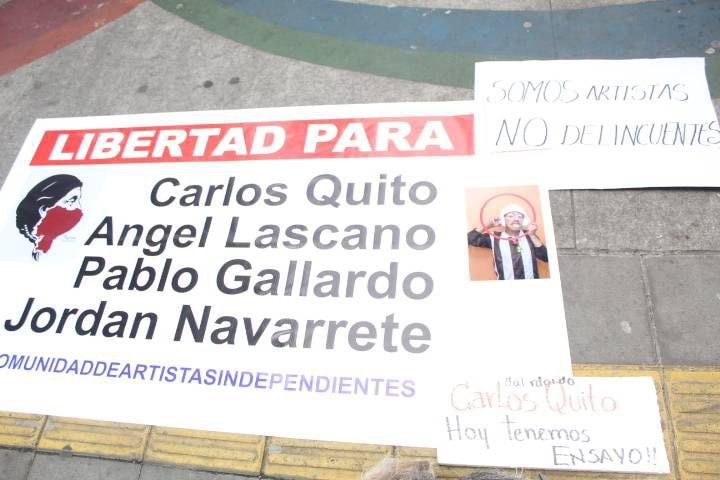 LIBERTAD PARA
Carlos Quito
Angel Lascano
Pablo Gallardo
Jordan Navarrete
OMUNIDADDEARTISTASINDEPENDIENTES
SOMOS ARTISTAS
NO DELINCUENTES
Carlos Quito
Hoy tenemos
ENSAYO!!